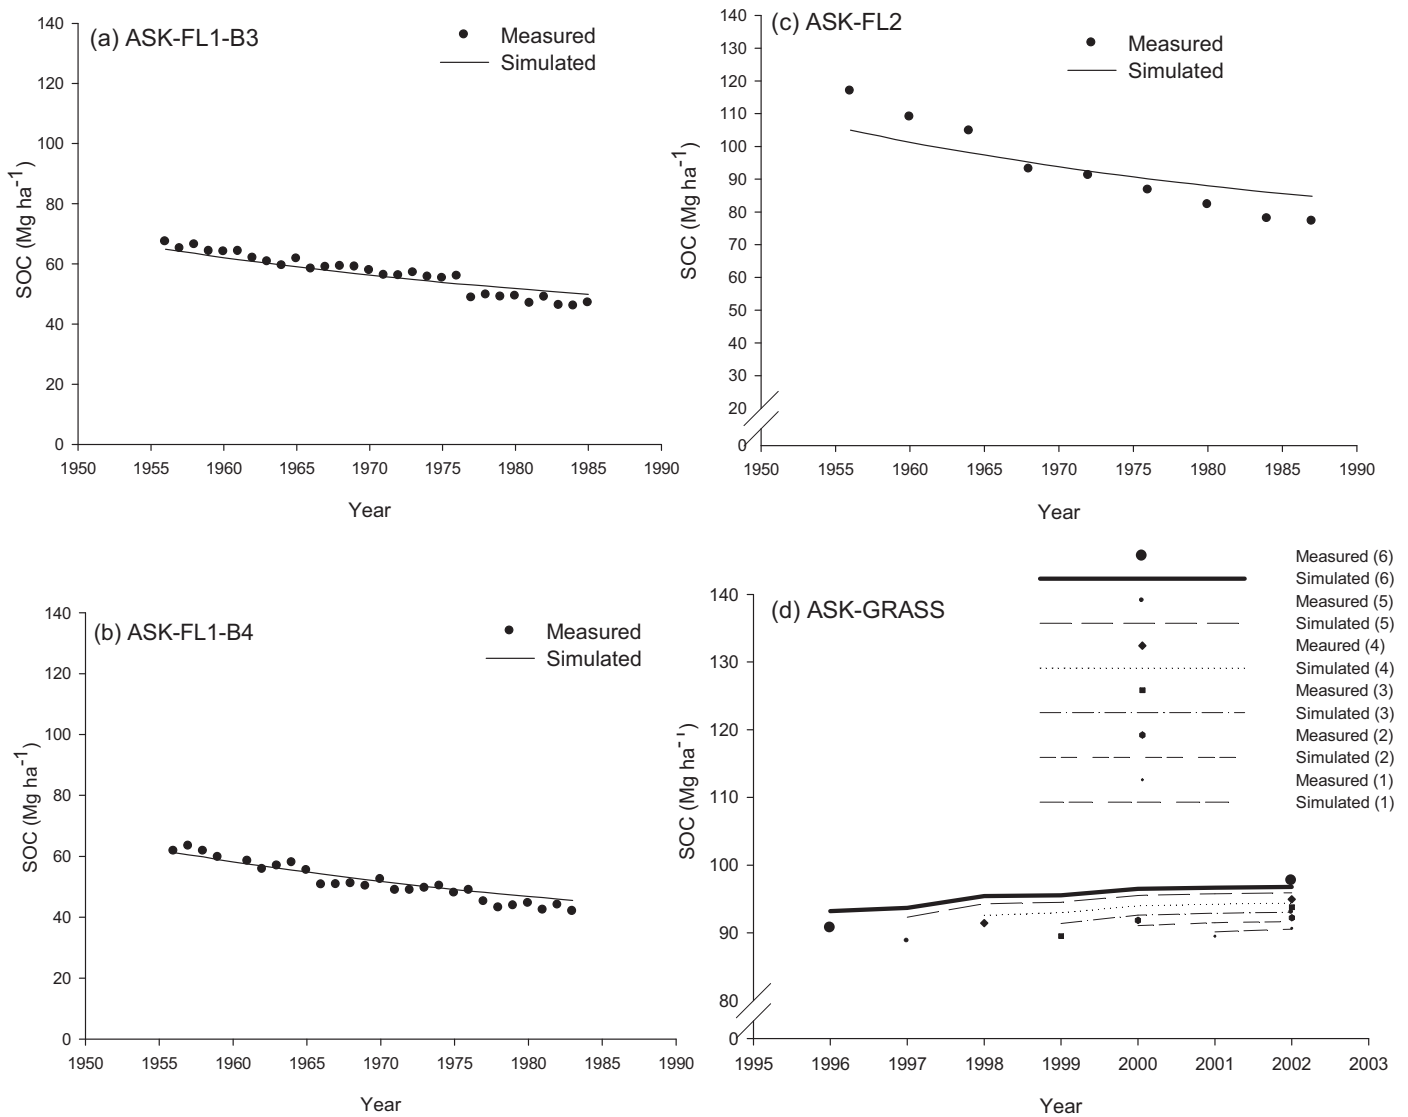 (a) ASK-FL1-B3
Measured
Simulated
140
120
100
80
60
40
20
0
SOC (Mg ha-1)
1950 1955 1960 1965 1970 1975 1980 1985 1990
Year
(c) ASK-FL2
Measured
Simulated
140
130
120
110
100
90
80
70
60
50
40
30
20
0
SOC (Mg ha-1)
1950 1955 1960 1965 1970 1975 1980 1985 1990
Year
(b) ASK-FL1-B4
Measured
Simulated
140
120
100
80
60
40
20
0
SOC (Mg ha-1)
1950 1955 1960 1965 1970 1975 1980 1985 1990
Year
(d) ASK-GRASS
Measured (6)
Simulated (6)
Measured (5)
Simulated (5)
Meaured (4)
Simulated (4)
Measured (3)
Simulated (3)
Measured (2)
Simulated (2)
Measured (1)
Simulated (1)
140
130
120
110
100
90
80
0
SOC (Mg ha-1)
1995 1996 1997 1998 1999 2000 2001 2002 2003
Year